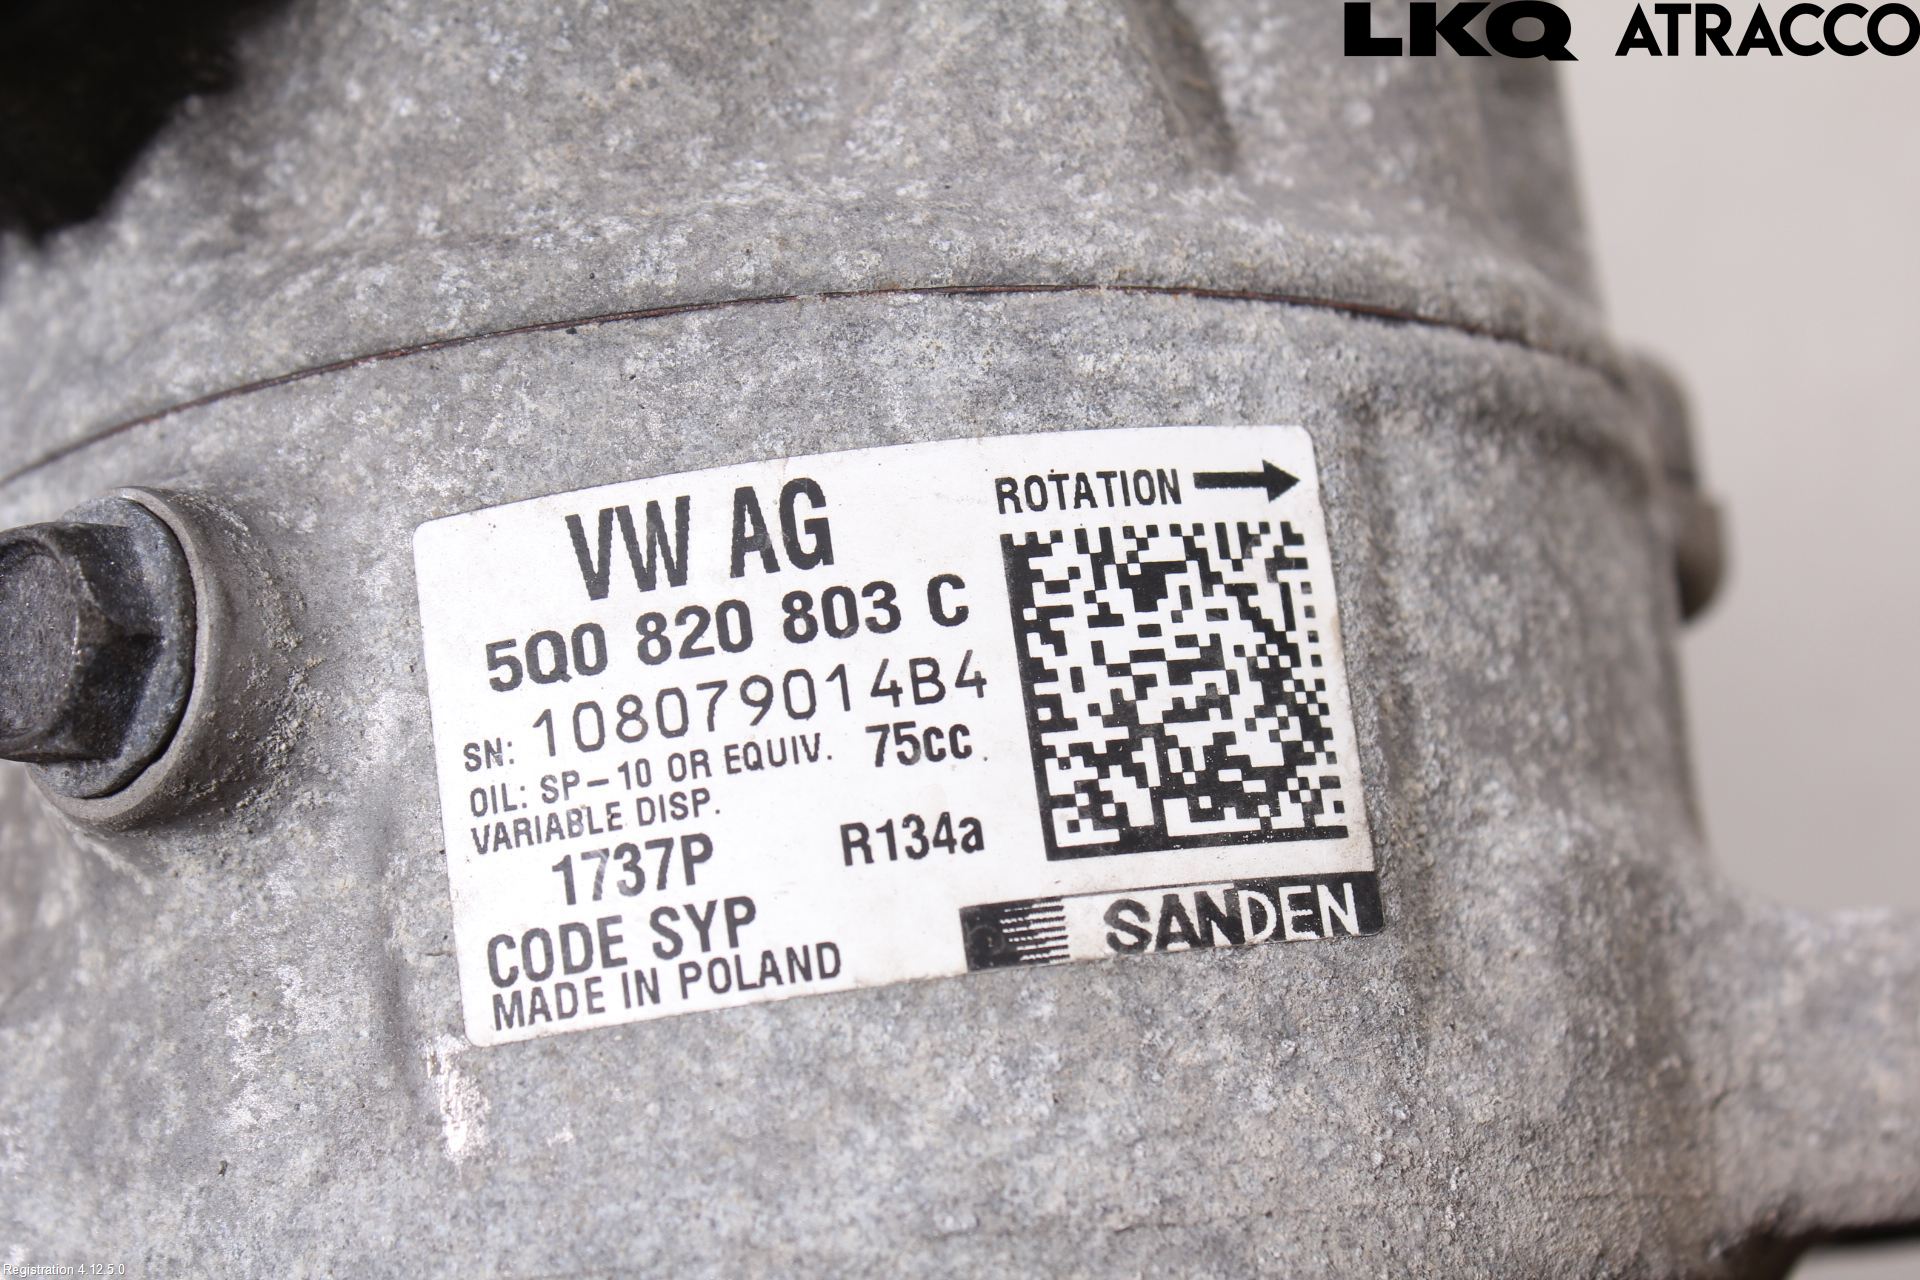 LKQ ATRACCO
VW AG
ROTATION
5Q0 820 803 C
SN: 108079014B4
OIL: SP-10 OR EQUIV. 75cc.
VARIABLE DISP.
1737P R134a
CODE SYP
MADE IN POLAND
SANDEN
Registration 4.12.5.0